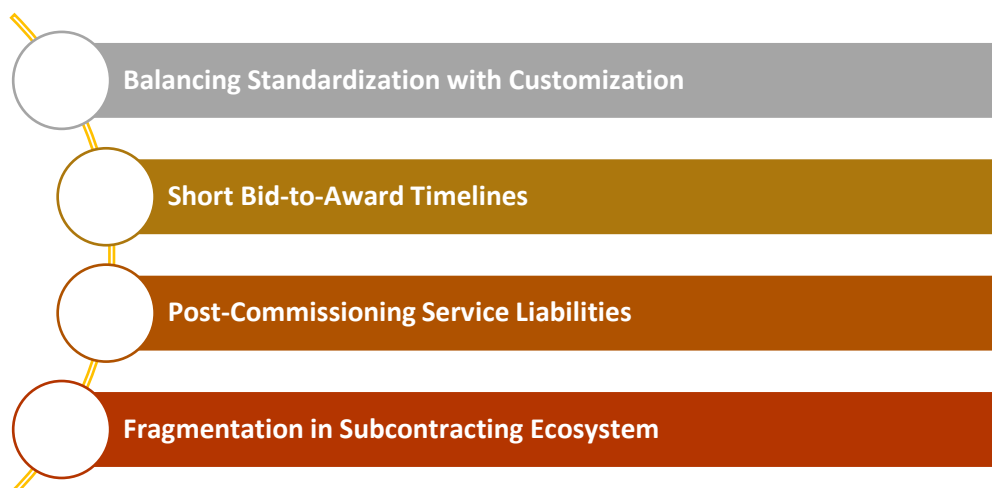 Balancing Standardization with Customization
Short Bid-to-Award Timelines
Post-Commissioning Service Liabilities
Fragmentation in Subcontracting Ecosystem